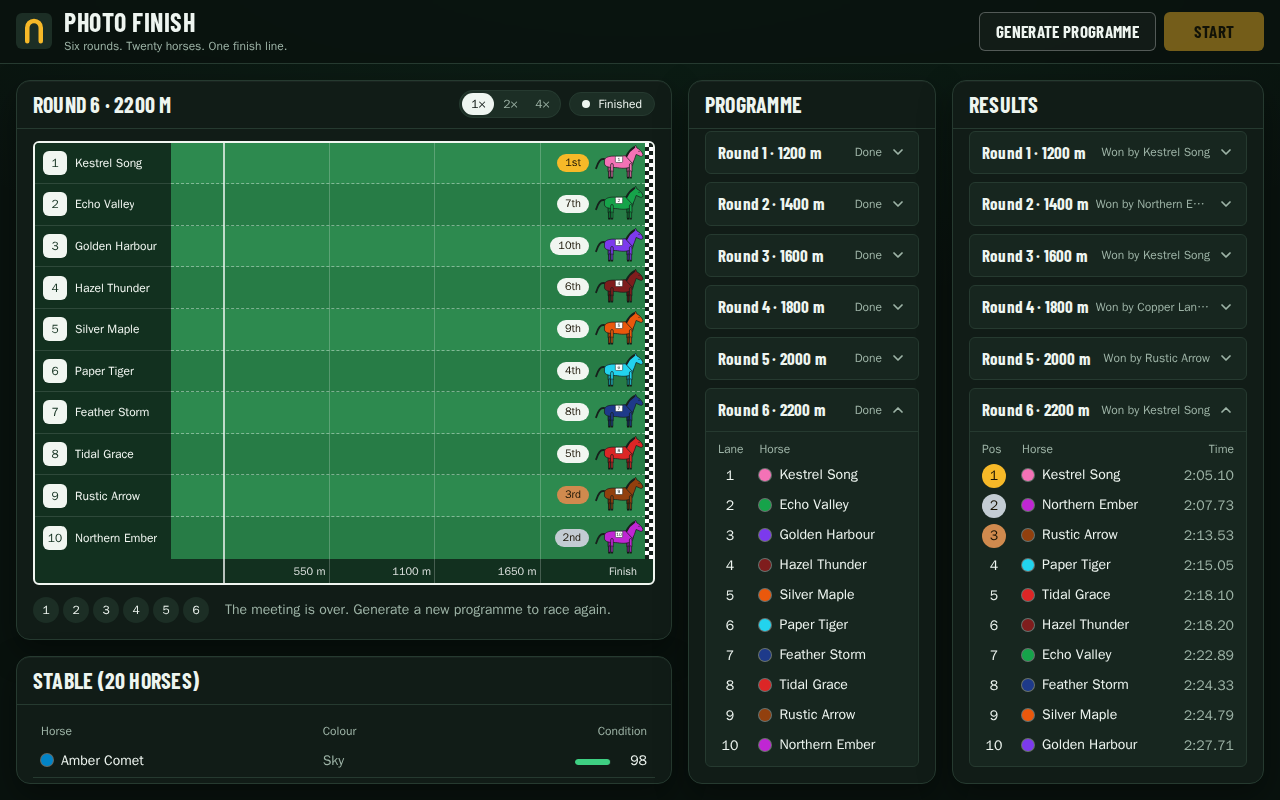 PHOTO FINISH
Six rounds. Twenty horses. One finish line.
GENERATE PROGRAMME
START
ROUND 6 · 2200 M
1×
2×
4×
Finished
1 Kestrel Song 1st
2 Echo Valley 7th
3 Golden Harbour 10th
4 Hazel Thunder 6th
5 Silver Maple 9th
6 Paper Tiger 4th
7 Feather Storm 8th
8 Tidal Grace 5th
9 Rustic Arrow 3rd
10 Northern Ember 2nd
550 m 1100 m 1650 m Finish
1 2 3 4 5 6 The meeting is over. Generate a new programme to race again.
STABLE (20 HORSES)
Horse Colour Condition
Amber Comet Sky 98
PROGRAMME
Round 1 · 1200 m Done
Round 2 · 1400 m Done
Round 3 · 1600 m Done
Round 4 · 1800 m Done
Round 5 · 2000 m Done
Round 6 · 2200 m Done
Lane Horse
1 Kestrel Song
2 Echo Valley
3 Golden Harbour
4 Hazel Thunder
5 Silver Maple
6 Paper Tiger
7 Feather Storm
8 Tidal Grace
9 Rustic Arrow
10 Northern Ember
RESULTS
Round 1 · 1200 m Won by Kestrel Song
Round 2 · 1400 m Won by Northern E…
Round 3 · 1600 m Won by Kestrel Song
Round 4 · 1800 m Won by Copper Lan…
Round 5 · 2000 m Won by Rustic Arrow
Round 6 · 2200 m Won by Kestrel Song
Pos Horse Time
1 Kestrel Song 2:05.10
2 Northern Ember 2:07.73
3 Rustic Arrow 2:13.53
4 Paper Tiger 2:15.05
5 Tidal Grace 2:18.10
6 Hazel Thunder 2:18.20
7 Echo Valley 2:22.89
8 Feather Storm 2:24.33
9 Silver Maple 2:24.79
10 Golden Harbour 2:27.71